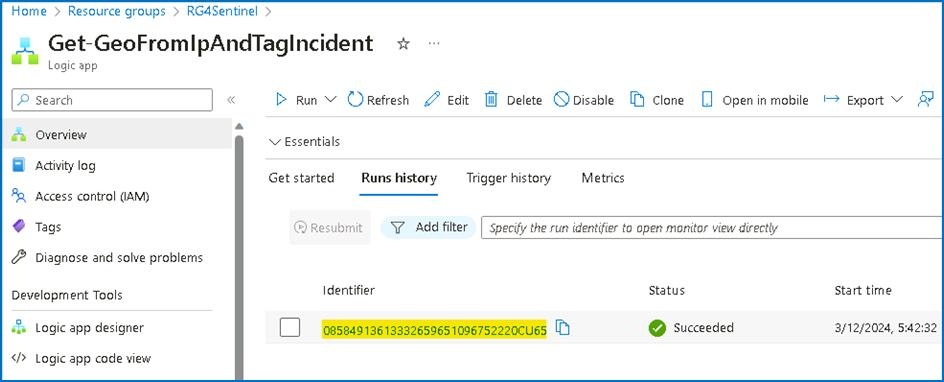 Home > Resource groups > RG4Sentinel >
Get-GeoFromIpAndTagIncident
Logic app
Search
Run
Refresh
Edit
Delete
Disable
Clone
Open in mobile
Export
Overview
Activity log
Access control (IAM)
Tags
Diagnose and solve problems
Development Tools
Logic app designer
Logic app code view
Essentials
Get started
Runs history
Trigger history
Metrics
Resubmit
Add filter
Specify the run identifier to open monitor view directly
Identifier
Status
Start time
08584913613332659651096752220CU65
Succeeded
3/12/2024, 5:42:32